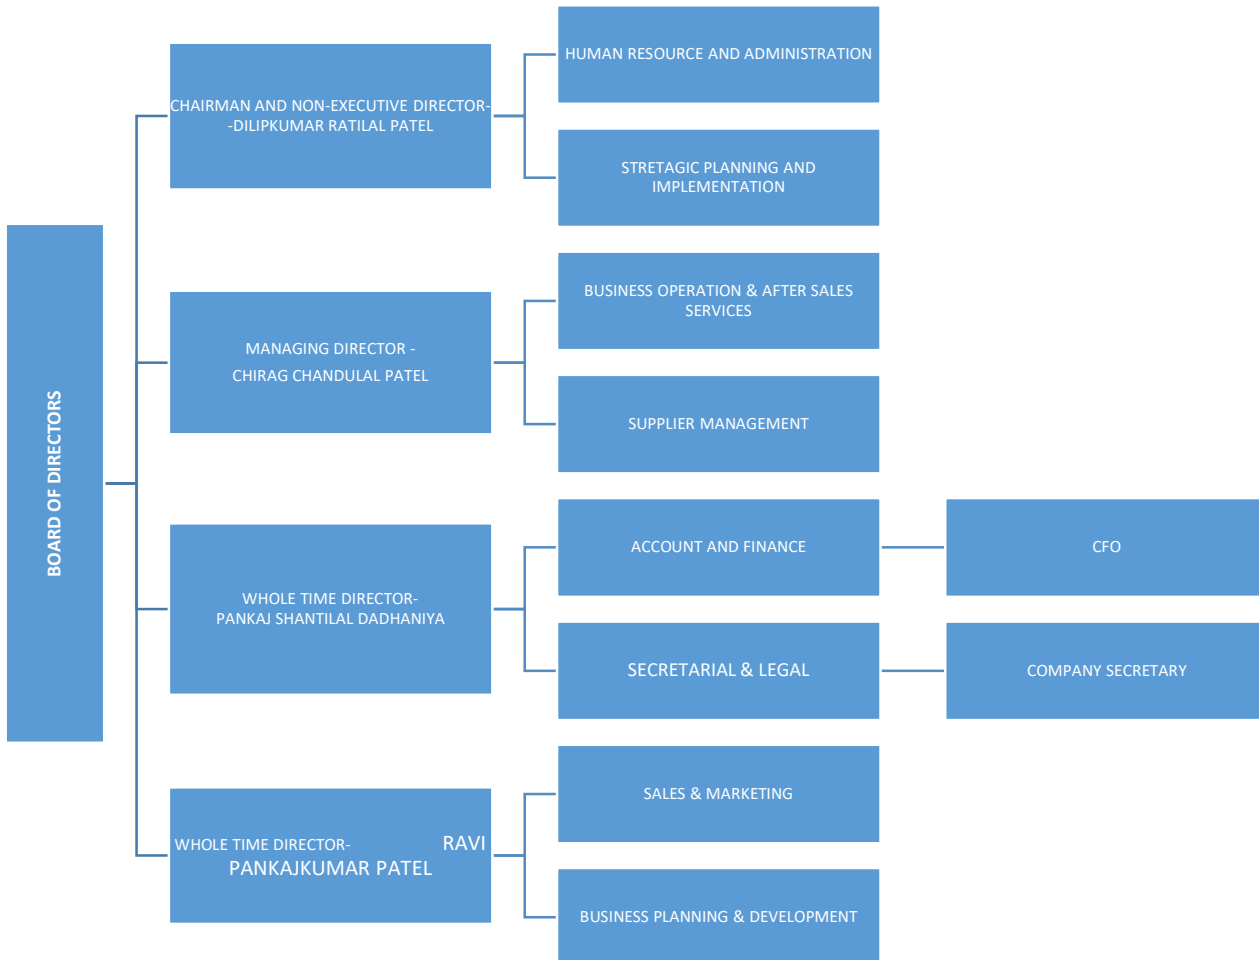 BOARD OF DIRECTORS
CHAIRMAN AND NON-EXECUTIVE DIRECTOR-
-DILIPKUMAR RATILAL PATEL
HUMAN RESOURCE AND ADMINISTRATION
STRETAGIC PLANNING AND
IMPLEMENTATION
MANAGING DIRECTOR -
CHIRAG CHANDULAL PATEL
BUSINESS OPERATION & AFTER SALES
SERVICES
SUPPLIER MANAGEMENT
WHOLE TIME DIRECTOR-
PANKAJ SHANTILAL DADHANIYA
ACCOUNT AND FINANCE
CFO
SECRETARIAL & LEGAL
COMPANY SECRETARY
WHOLE TIME DIRECTOR- RAVI
PANKAJKUMAR PATEL
SALES & MARKETING
BUSINESS PLANNING & DEVELOPMENT